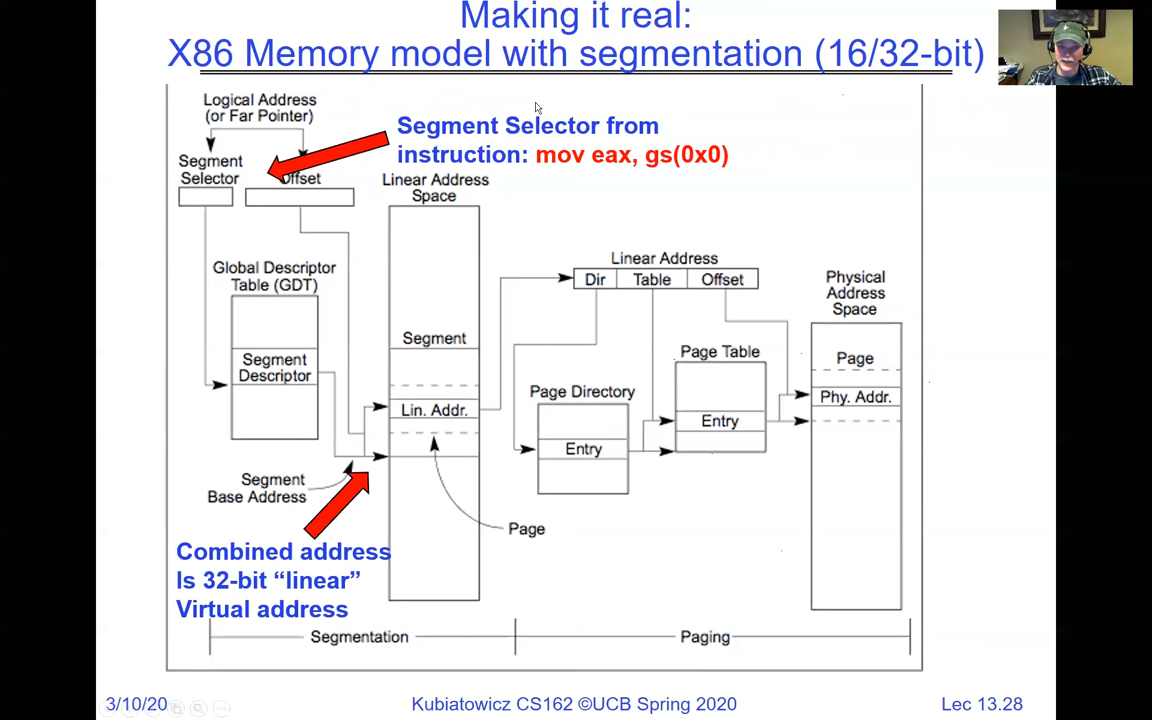 Making it real:
X86 Memory model with segmentation (16/32-bit)
Logical Address
(or Far Pointer)
Segment Selector from
instruction: mov eax, gs(0x0)
Segment
Selector
Offset
Linear Address
Space
Global Descriptor
Table (GDT)
Segment
Descriptor
Segment
Lin. Addr.
Segment
Base Address
Page
Combined address
Is 32-bit “linear”
Virtual address
Linear Address
Dir Table Offset
Page Directory
Entry
Page Table
Entry
Physical
Address
Space
Page
Phy. Addr.
Segmentation
Paging
3/10/20
Kubiatowicz CS162 ©UCB Spring 2020
Lec 13.28